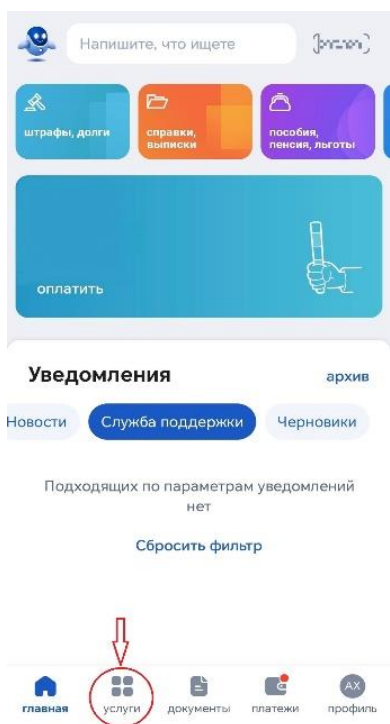 Напишите, что ищете
штрафы, долги
справки,
выписки
пособия,
пенсия, льготы
оплатить
Уведомления
архив
Новости
Служба поддержки
Черновики
Подходящих по параметрам уведомлений
нет
Сбросить фильтр
главная
услуги
документы
платежи
AX
профиль